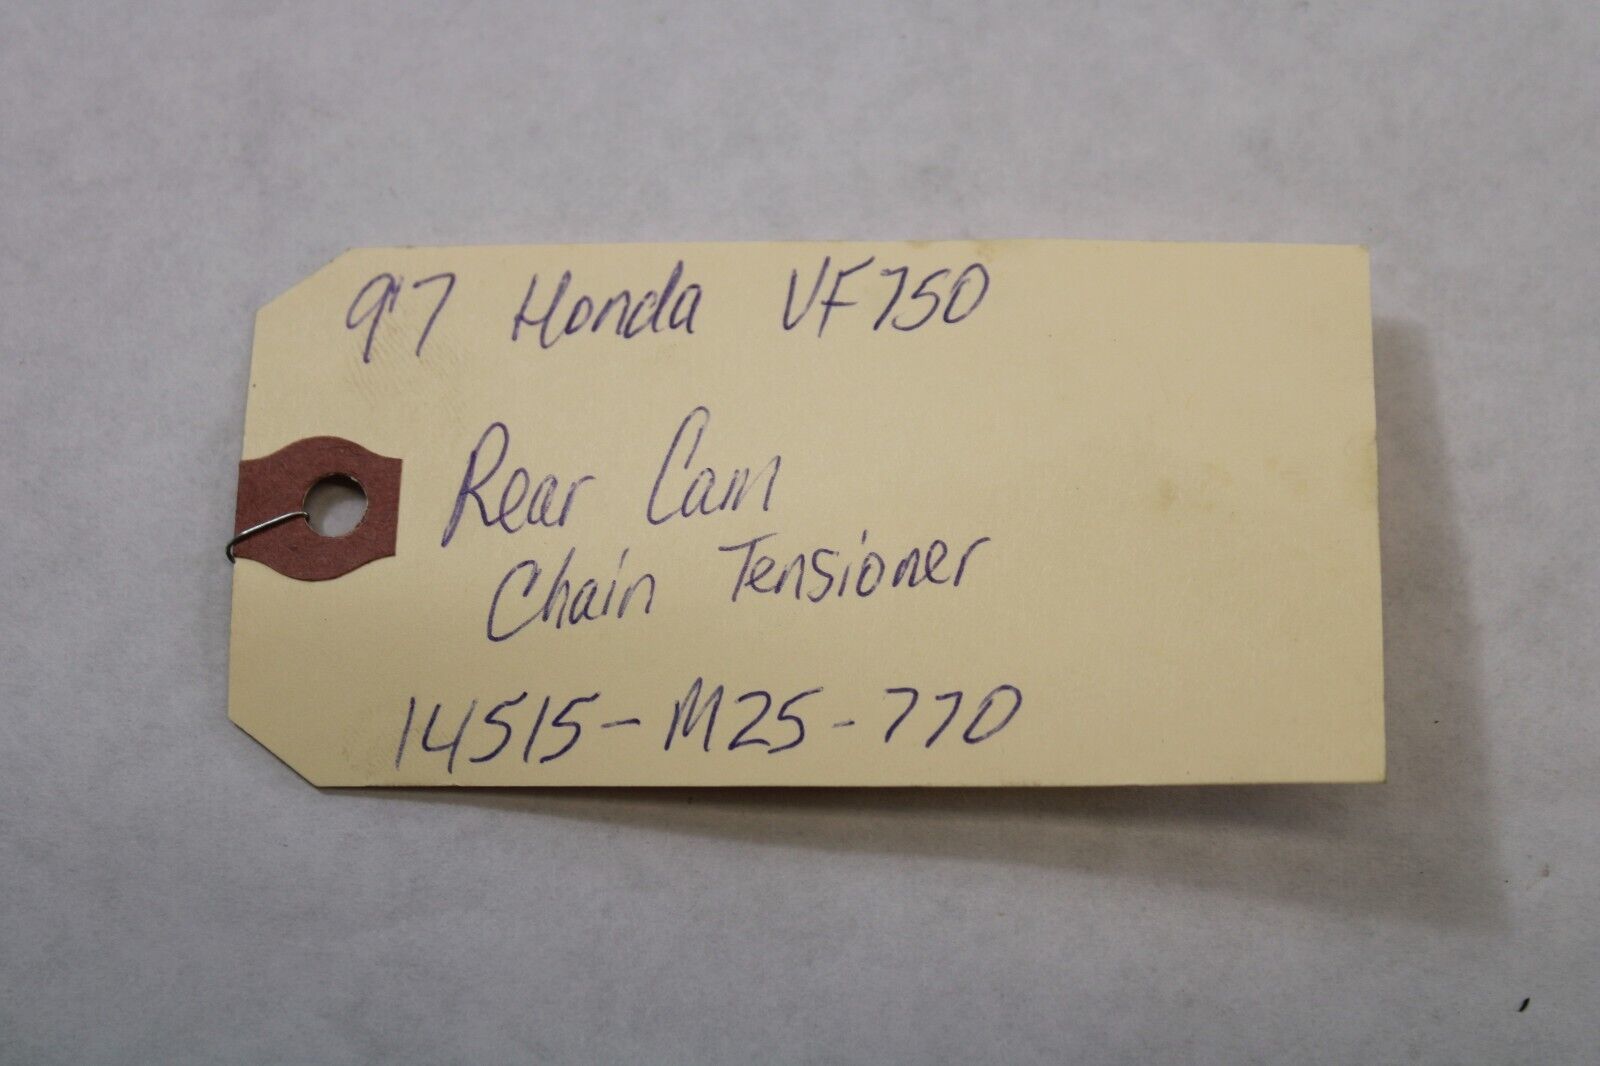 97 Honda VF750
Rear Cam
Chain Tensioner
14515-M25-770